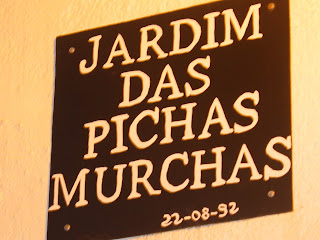 JARDIM
DAS
PICHAS
MURCHAS
22-08-92